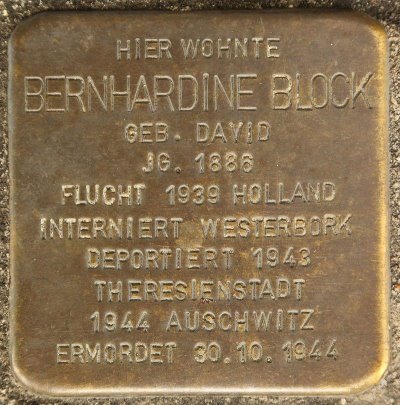 HIER WOHNTE
BERNHARDINE BLOCK
GEB. DAVID
JG. 1886
FLUCHT 1939 HOLLAND
INTERNIERT WESTERBORK
DEPORTIERT 1943
THERESIENSTADT
1944 AUSCHWITZ
ERMORDET 30.10.1944